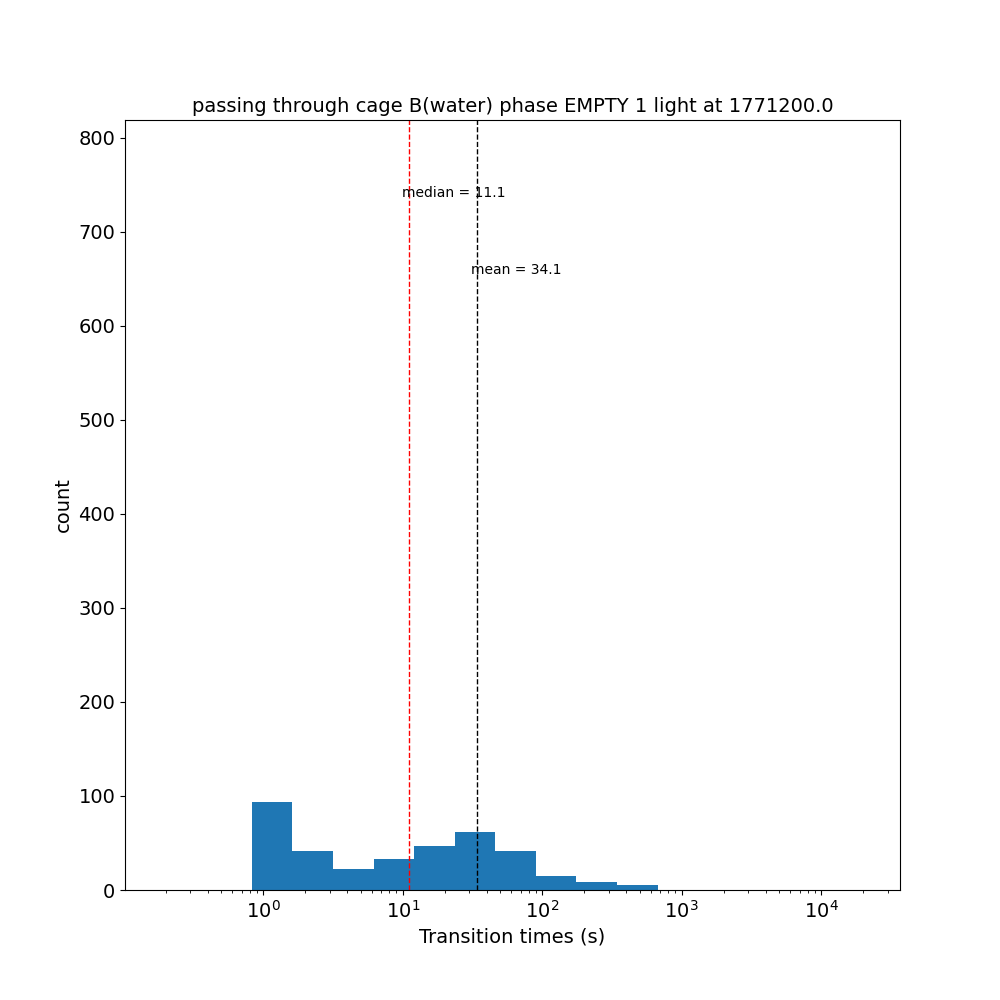 passing through cage B(water) phase EMPTY 1 light at 1771200.0
800
700
600
500
400
300
200
100
0
count
median = 11.1
mean = 34.1
10^0
10^1
10^2
10^3
10^4
Transition times (s)